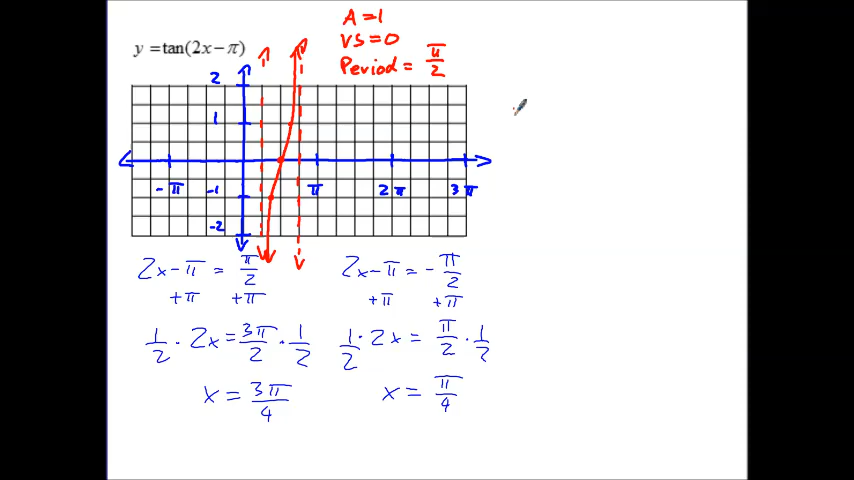 A = 1
VS = 0
y = tan(2x − π)
Period = π/2
2
1
-π -1 π 2π 3π
-2
2x − π = π/2 2x − π = -π/2
+π +π +π +π
1/2 · 2x = 3π/2 · 1/2 1/2 · 2x = π/2 · 1/2
x = 3π/4 x = π/4